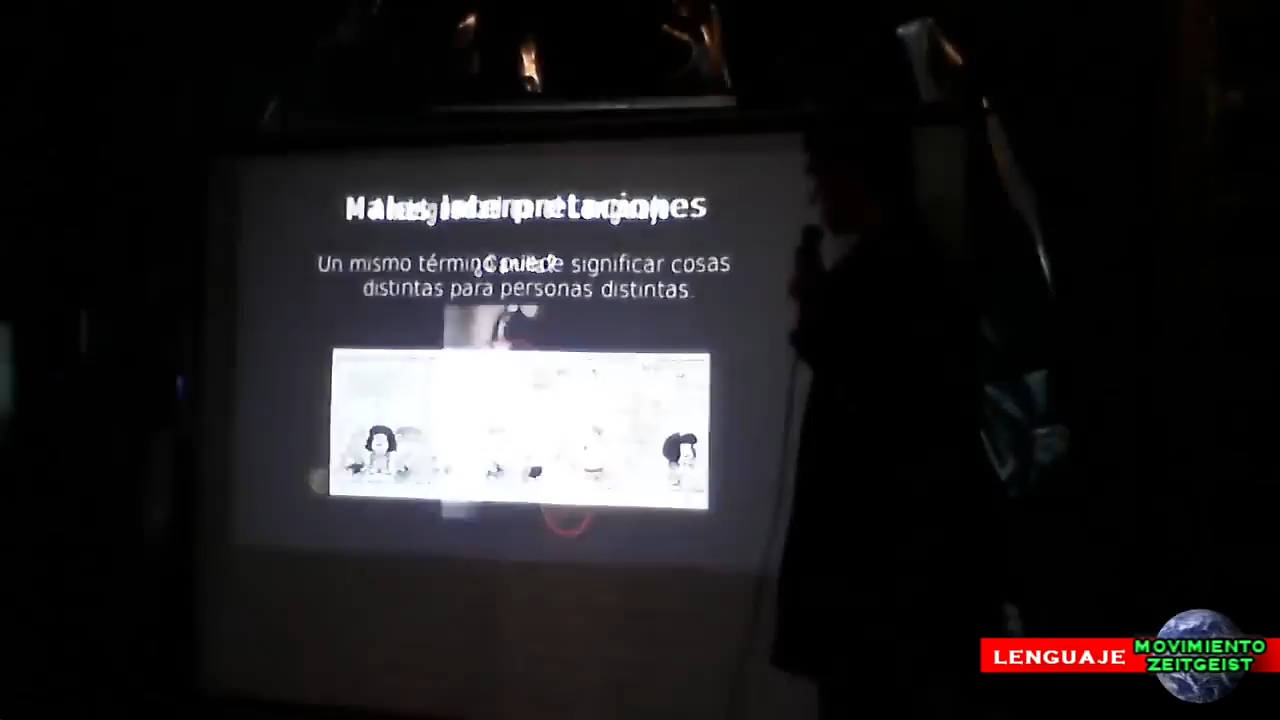 Malas Interpretaciones
Un mismo término puede significar cosas
distintas para personas distintas.
LENGUAJE
MOVIMIENTO
ZEITGEIST